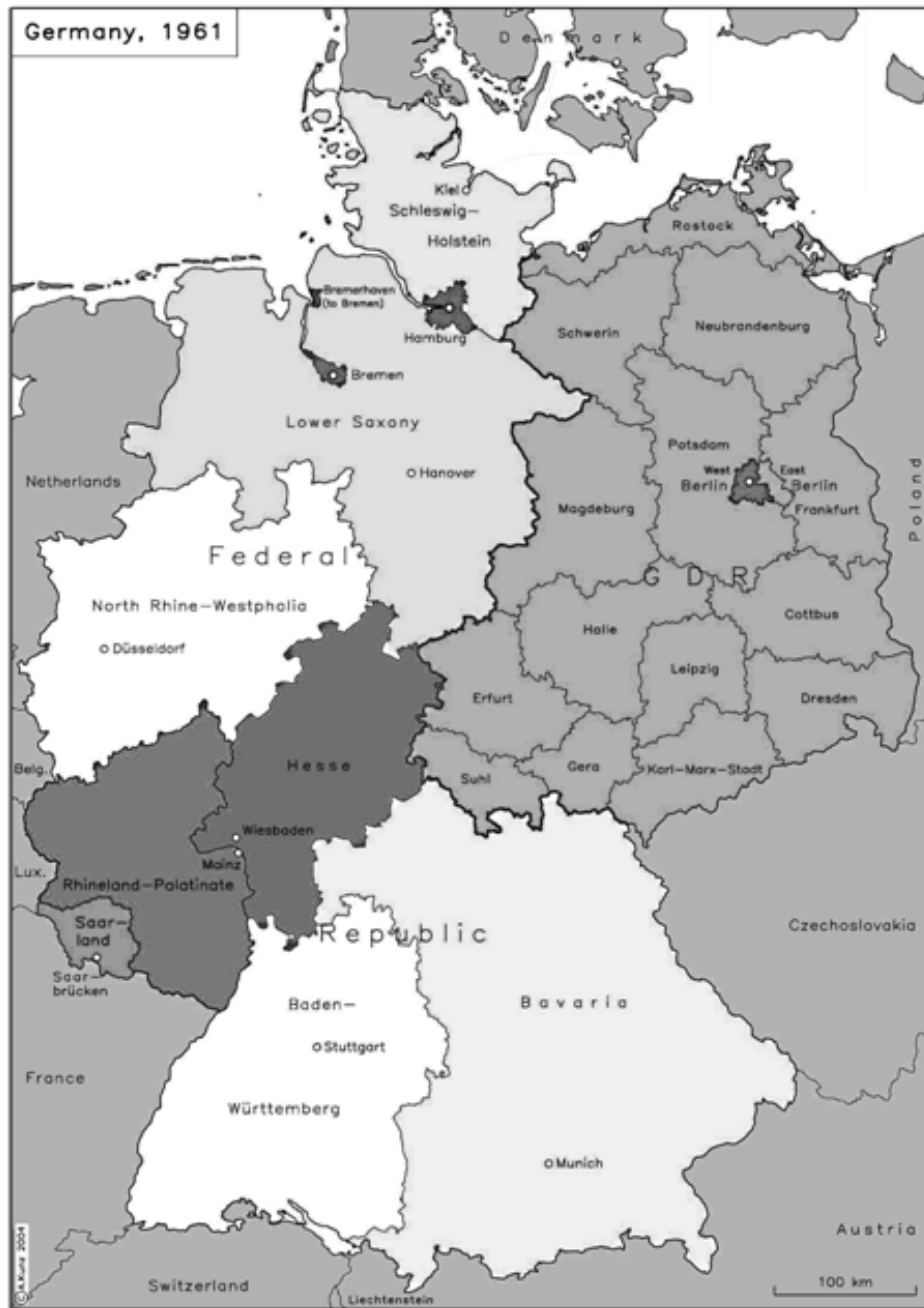 Germany, 1961
Denmark
Kiel
Schleswig–
Holstein
Rostock
Bremerhaven
(to Bremen)
Hamburg
Schwerin
Neubrandenburg
Bremen
Lower Saxony
Potsdam
Netherlands
Hanover
West
East
Berlin
Berlin
Poland
Magdeburg
Frankfurt
Federal
G D R
North Rhine–Westphalia
Cottbus
Halle
Düsseldorf
Leipzig
Erfurt
Dresden
Belg.
Hesse
Suhl
Gera
Karl–Marx–Stadt
Wiesbaden
Mainz
Lux.
Rhineland–Palatinate
Saar–
land
Republic
Czechoslovakia
Saar–
brücken
Baden–
Bavaria
Stuttgart
France
Württemberg
Munich
Austria
© A.Kunz 2004
Switzerland
Liechtenstein
100 km